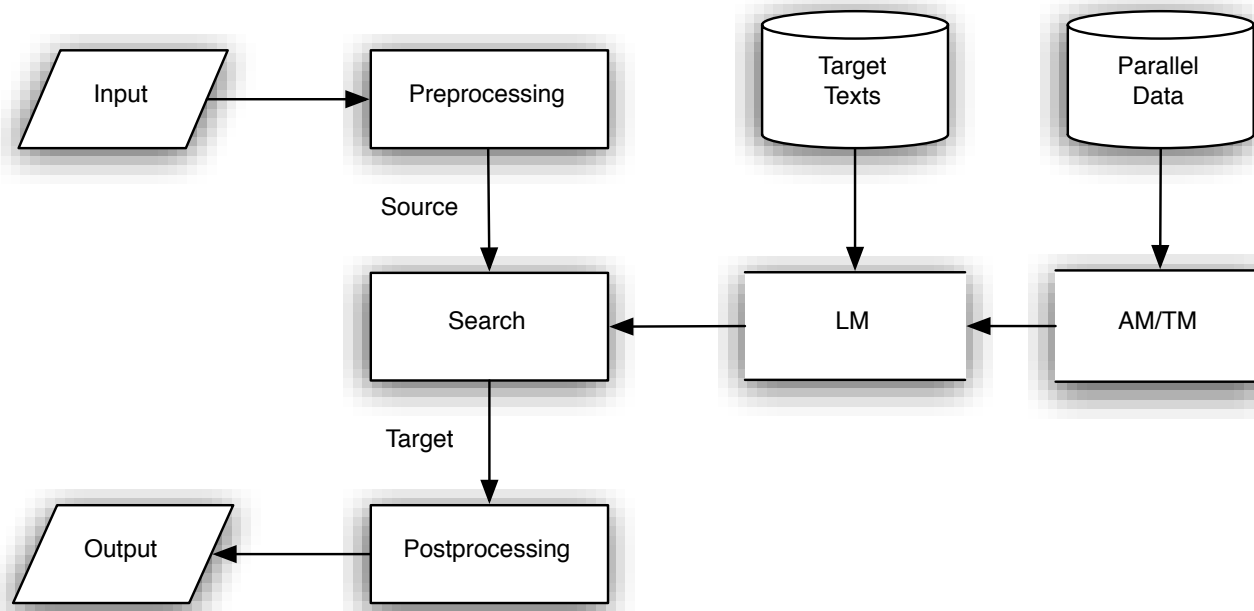 Input
Preprocessing
Target
Texts
Parallel
Data
Source
Search
LM
AM/TM
Target
Output
Postprocessing